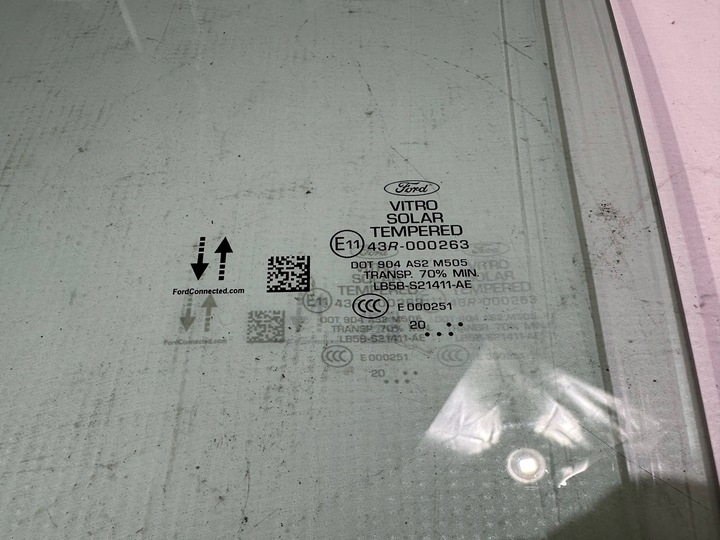 Ford
VITRO
SOLAR
TEMPERED
E11 43R-000263
DOT 904 AS2 M505
TRANSP. 70% MIN.
LB5B-S21411-AE
CCC E 000251
20
FordConnected.com